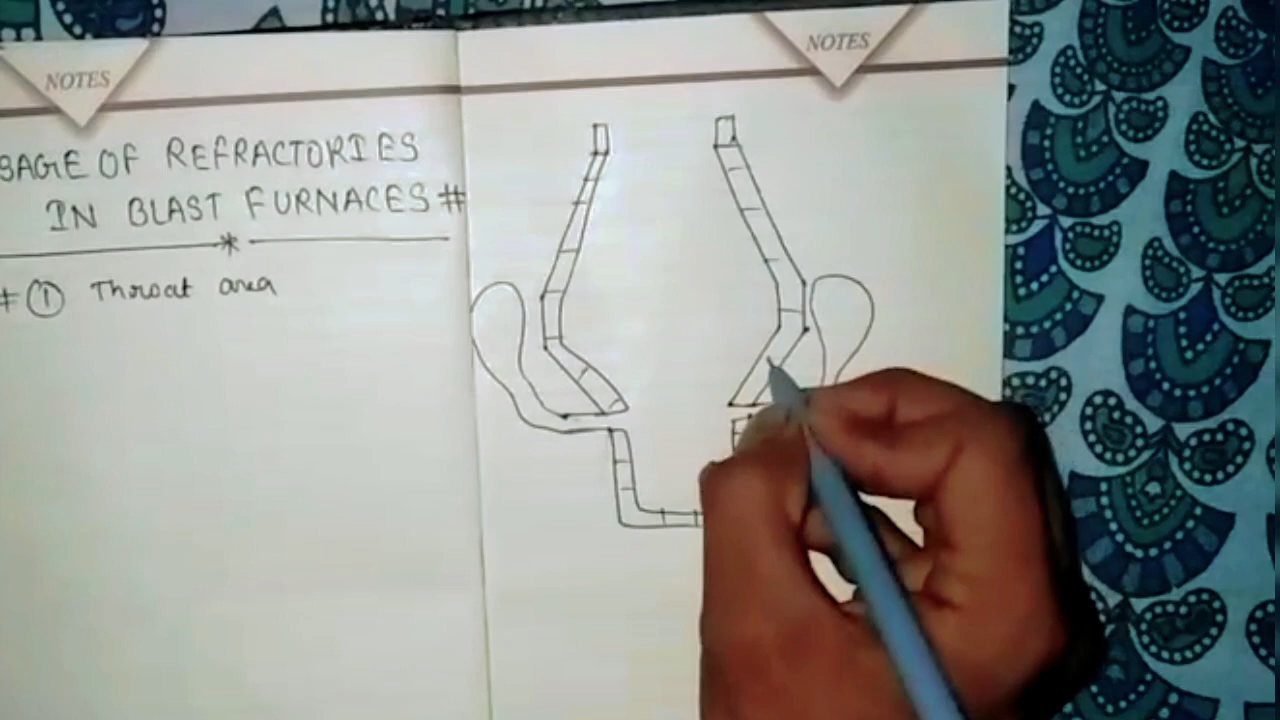 NOTES
NOTES
SAGE OF REFRACTORIES
IN BLAST FURNACES #
# ① Throat area